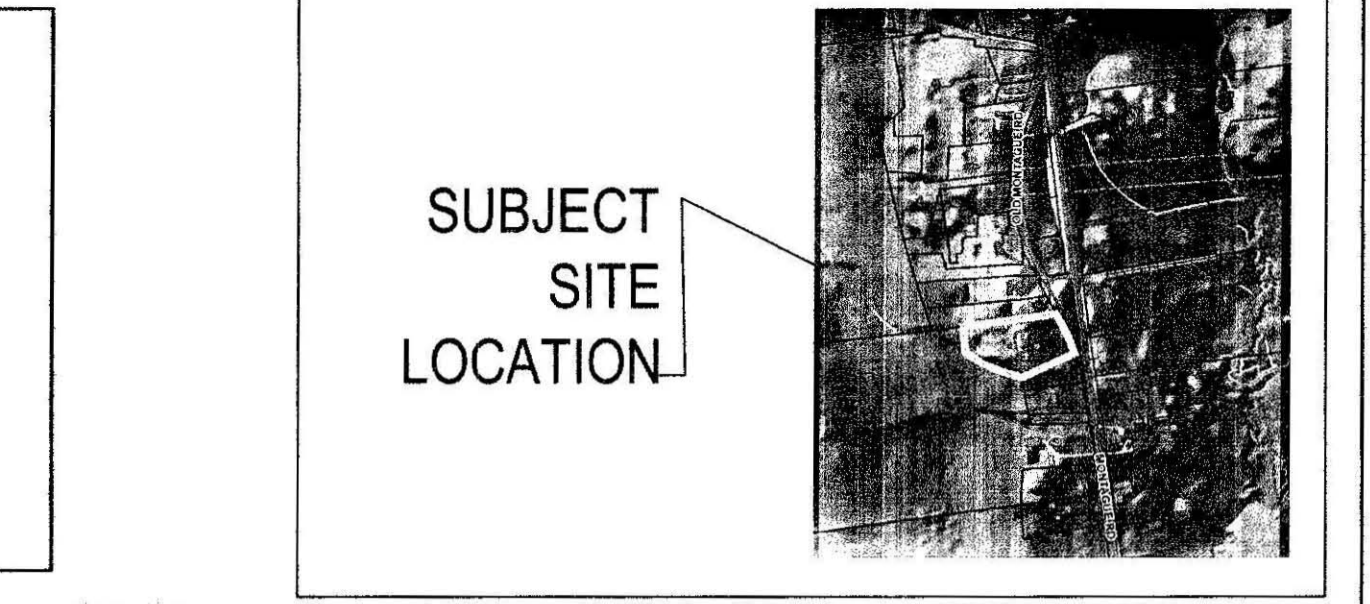 SUBJECT
SITE
LOCATION
OLD MONTAGUE RD
MONTAGUE RD